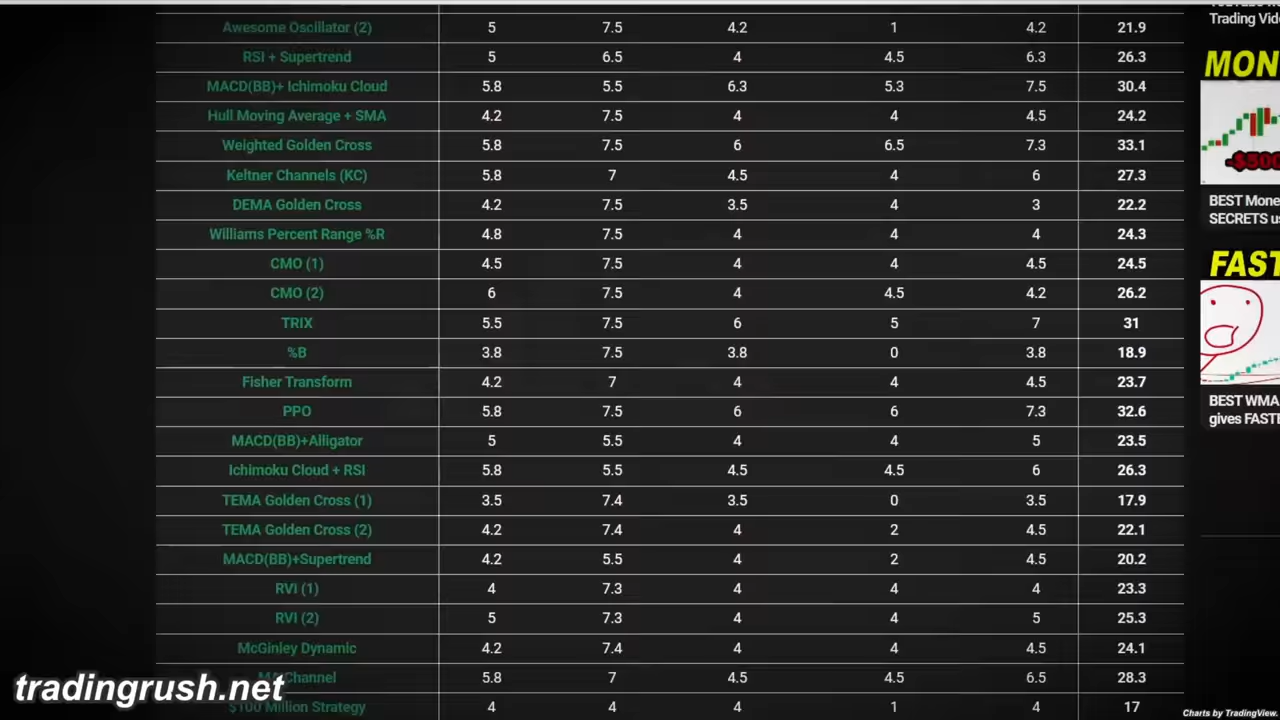 Awesome Oscillator (2) 5 7.5 4.2 1 4.2 21.9
RSI + Supertrend 5 6.5 4 4.5 6.3 26.3
MACD(BB)+ Ichimoku Cloud 5.8 5.5 6.3 5.3 7.5 30.4
Hull Moving Average + SMA 4.2 7.5 4 4 4.5 24.2
Weighted Golden Cross 5.8 7.5 6 6.5 7.3 33.1
Keltner Channels (KC) 5.8 7 4.5 4 6 27.3
DEMA Golden Cross 4.2 7.5 3.5 4 3 22.2
Williams Percent Range %R 4.8 7.5 4 4 4 24.3
CMO (1) 4.5 7.5 4 4 4.5 24.5
CMO (2) 6 7.5 4 4.5 4.2 26.2
TRIX 5.5 7.5 6 5 7 31
%B 3.8 7.5 3.8 0 3.8 18.9
Fisher Transform 4.2 7 4 4 4.5 23.7
PPO 5.8 7.5 6 6 7.3 32.6
MACD(BB)+Alligator 5 5.5 4 4 5 23.5
Ichimoku Cloud + RSI 5.8 5.5 4.5 4.5 6 26.3
TEMA Golden Cross (1) 3.5 7.4 3.5 0 3.5 17.9
TEMA Golden Cross (2) 4.2 7.4 4 2 4.5 22.1
MACD(BB)+Supertrend 4.2 5.5 4 2 4.5 20.2
RVI (1) 4 7.3 4 4 4 23.3
RVI (2) 5 7.3 4 4 5 25.3
McGinley Dynamic 4.2 7.4 4 4 4.5 24.1
Channel 5.8 7 4.5 4.5 6.5 28.3
$100 Million Strategy 4 4 4 1 4 17
tradingrush.net
Trading Vid
MON
-$500
BEST Mone
SECRETS u
FAST
BEST WMA
gives FASTE
Charts by TradingView.